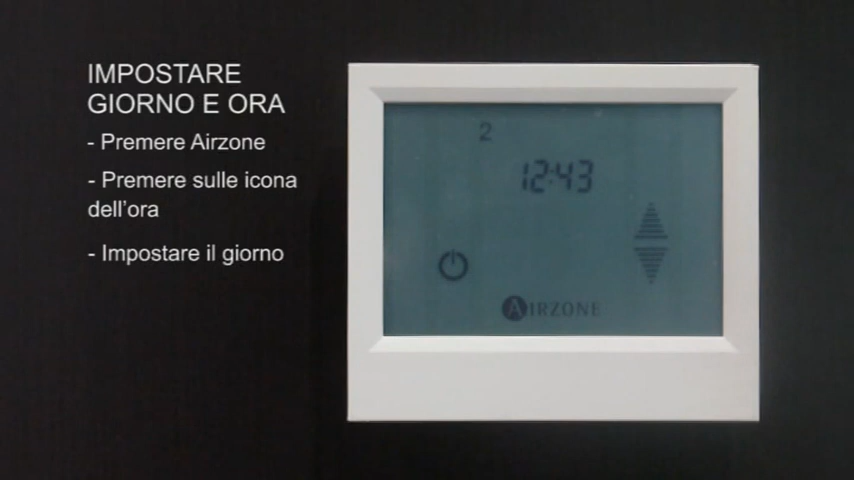 IMPOSTARE
GIORNO E ORA
- Premere Airzone
- Premere sulle icona
dell'ora
- Impostare il giorno
2
12:43
AIRZONE